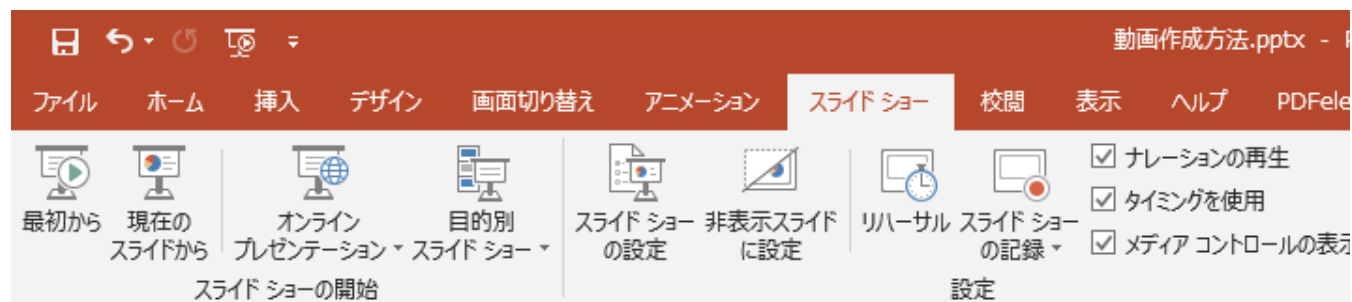 動画作成方法.pptx -
ファイル ホーム 挿入 デザイン 画面切り替え アニメーション スライド ショー 校閲 表示 ヘルプ PDFele
最初から
現在の
スライドから
オンライン
プレゼンテーション
目的別
スライド ショー
スライド ショーの開始
スライド ショー
の設定
非表示スライド
に設定
リハーサル
スライド ショー
の記録
ナレーションの再生
タイミングを使用
メディア コントロールの表示
設定